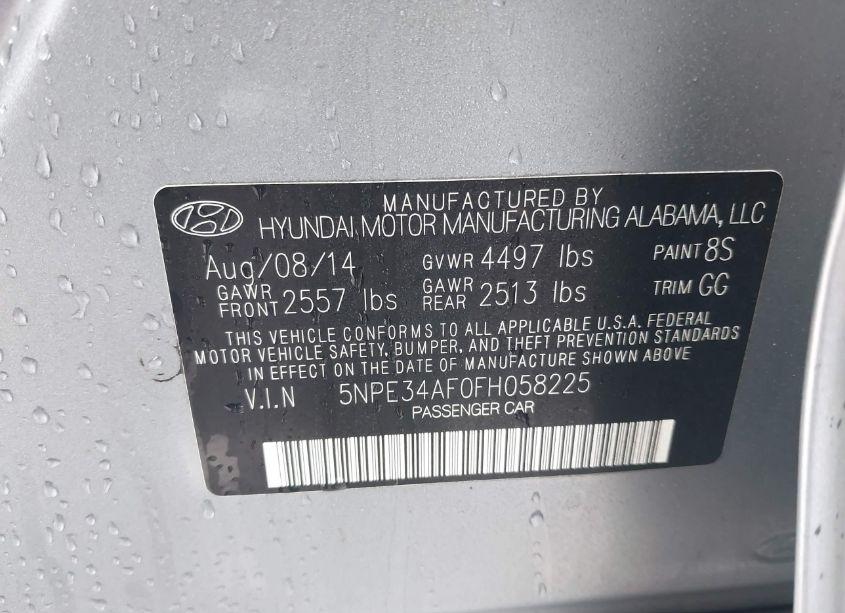 MANUFACTURED BY
HYUNDAI MOTOR MANUFACTURING ALABAMA, LLC
Aug/08/14 GVWR 4497 lbs PAINT 8S
GAWR FRONT 2557 lbs GAWR REAR 2513 lbs TRIM GG
THIS VEHICLE CONFORMS TO ALL APPLICABLE U.S.A. FEDERAL
MOTOR VEHICLE SAFETY, BUMPER, AND THEFT PREVENTION STANDARDS
IN EFFECT ON THE DATE OF MANUFACTURE SHOWN ABOVE
V.I.N 5NPE34AF0FH058225
PASSENGER CAR